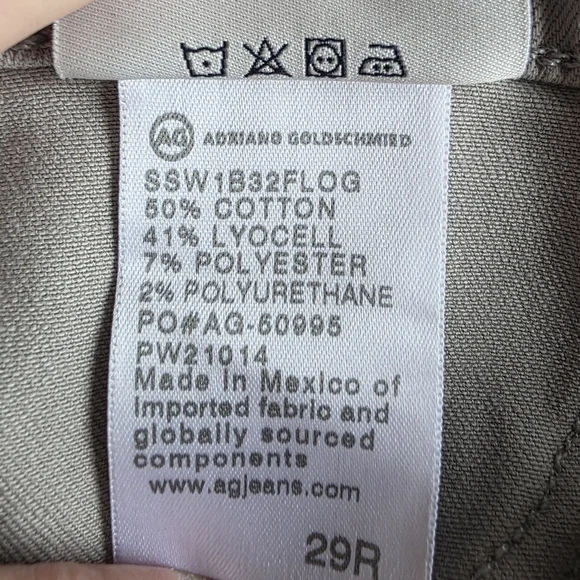 AG ADRIANO GOLDSCHMIED
SSW1B32FLOG
50% COTTON
41% LYOCELL
7% POLYESTER
2% POLYURETHANE
PO#AG-50995
PW21014
Made in Mexico of
imported fabric and
globally sourced
components
www.agjeans.com
29R